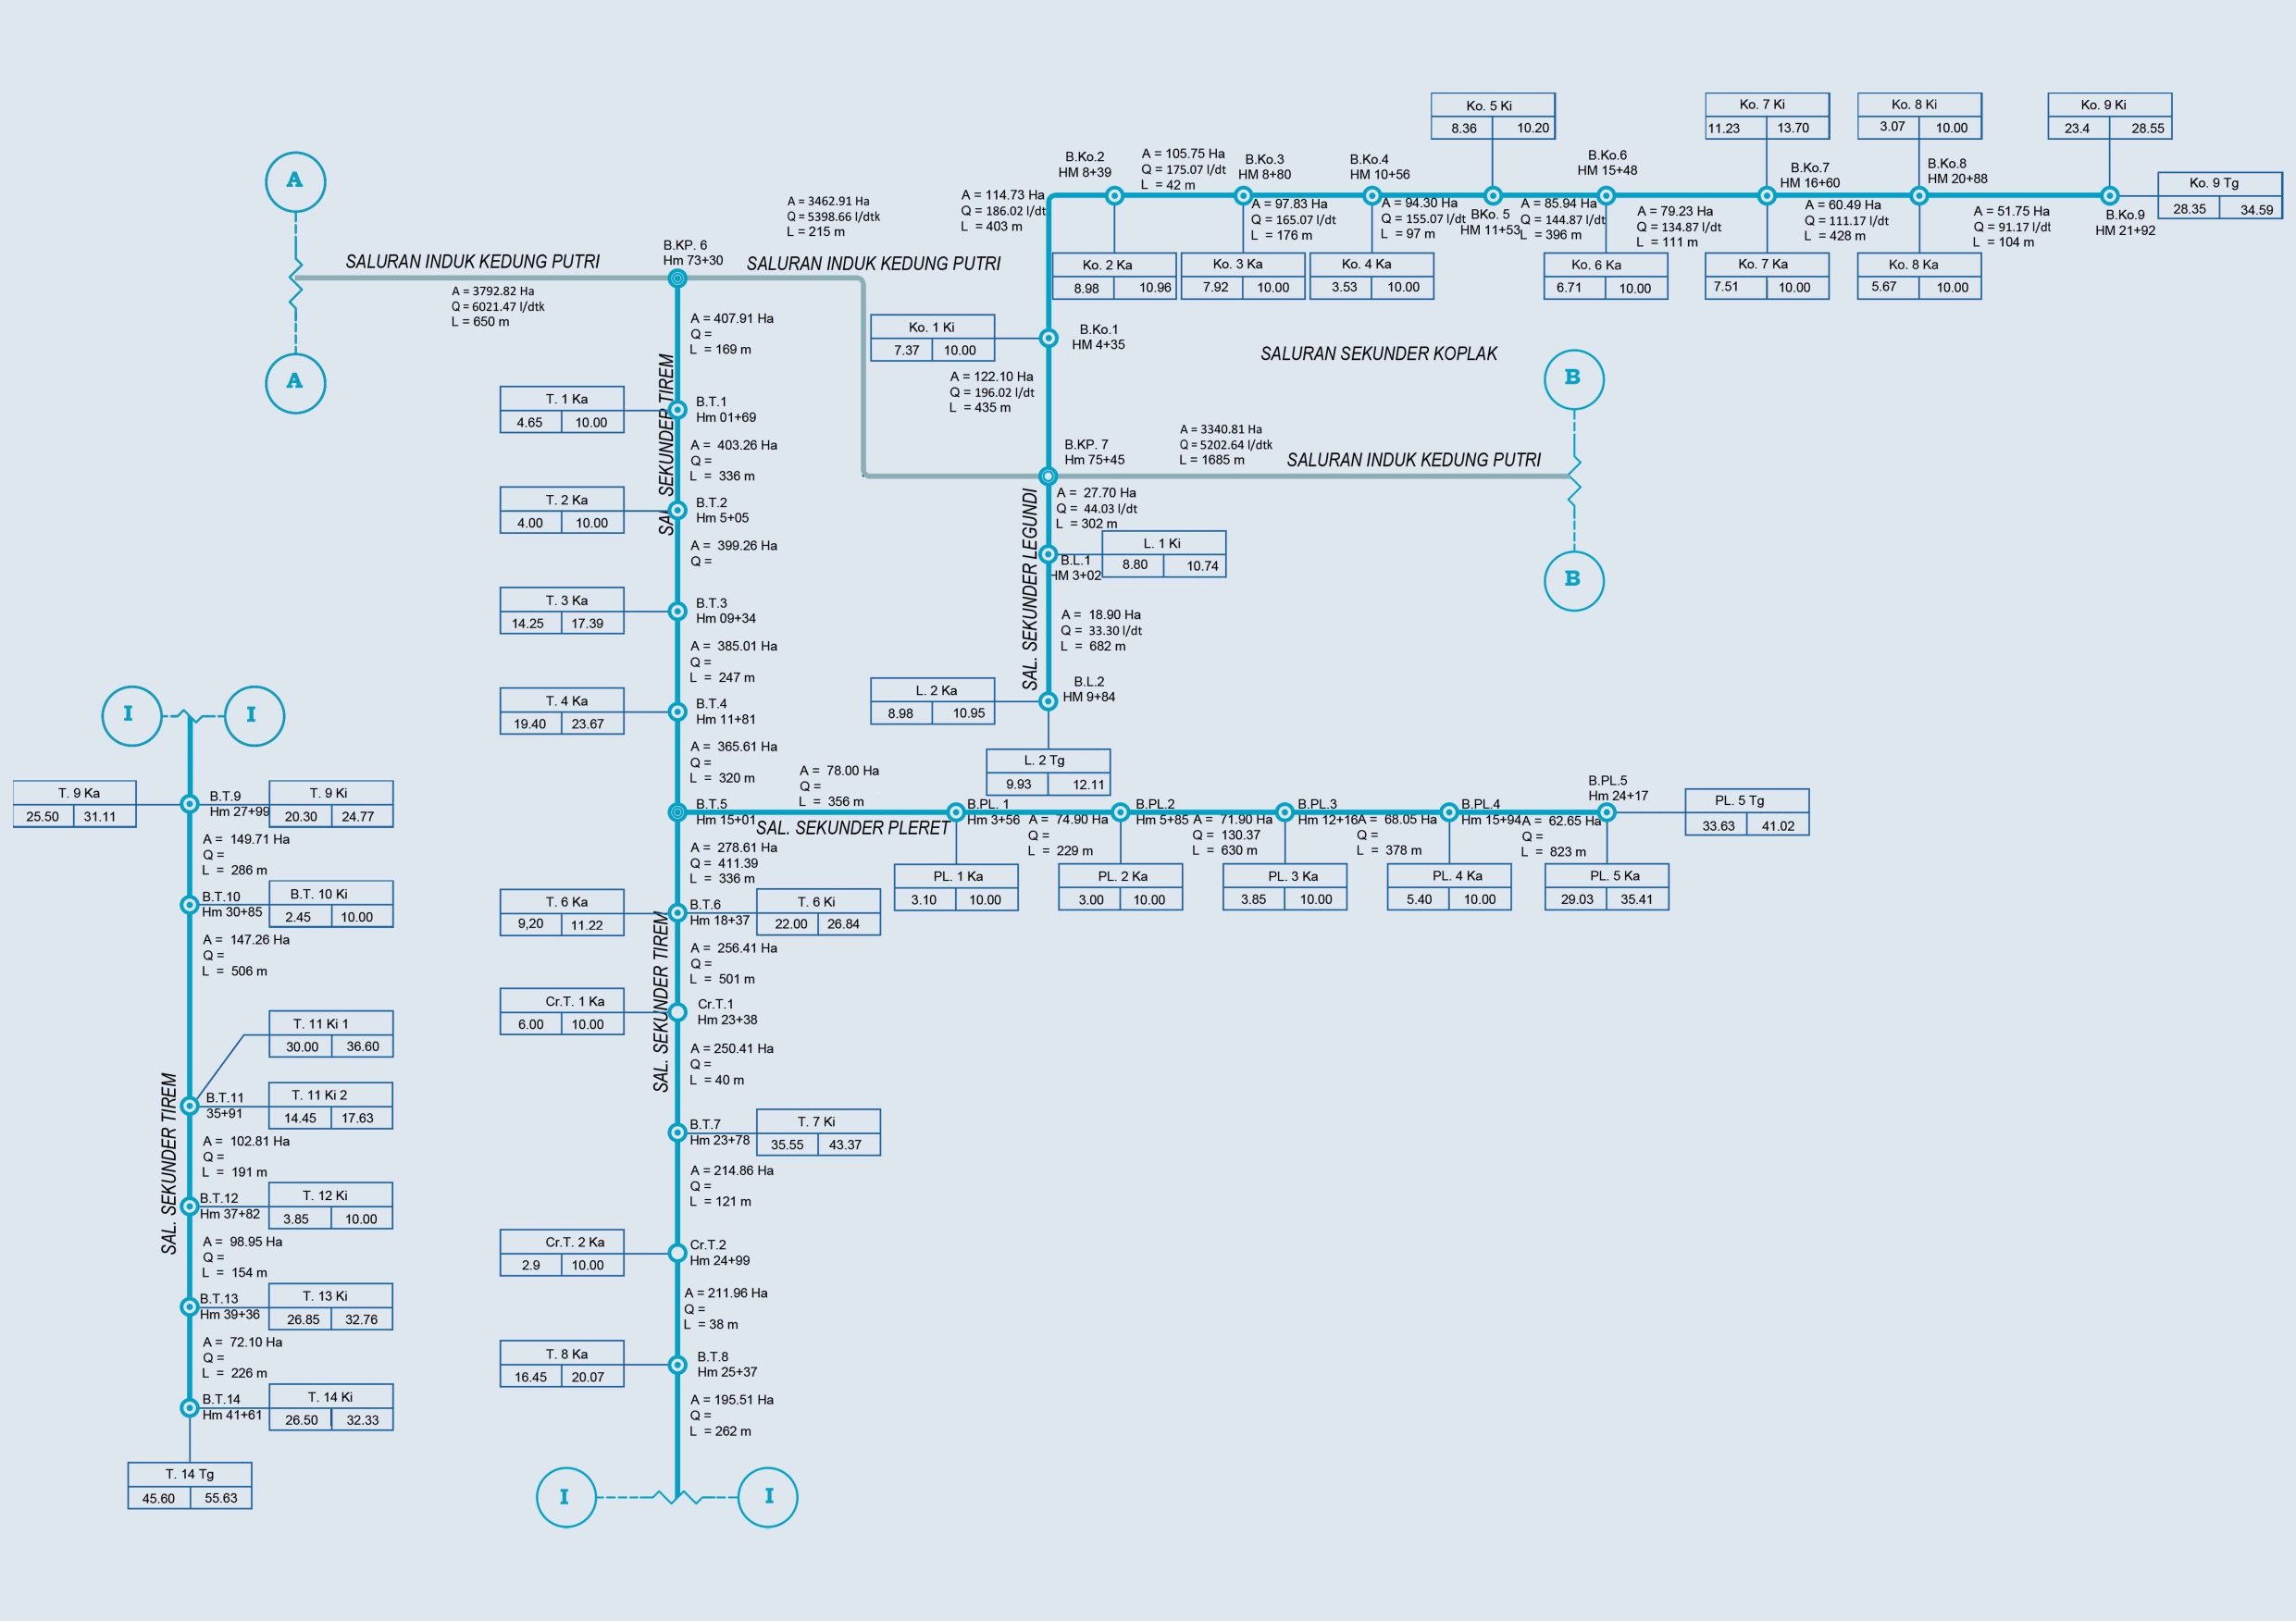 A
A
SALURAN INDUK KEDUNG PUTRI
A = 3792.82 Ha
Q = 6021.47 l/dtk
L = 650 m
B.KP. 6
Hm 73+30
A = 3462.91 Ha
Q = 5398.66 l/dtk
L = 215 m
SALURAN INDUK KEDUNG PUTRI
A = 114.73 Ha
Q = 186.02 l/dt
L = 403 m
B.Ko.2
HM 8+39
A = 105.75 Ha
Q = 175.07 l/dt
L = 42 m
B.Ko.3
HM 8+80
A = 97.83 Ha
Q = 165.07 l/dt
L = 176 m
B.Ko.4
HM 10+56
A = 94.30 Ha
Q = 155.07 l/dt
L = 97 m
Ko. 5 Ki
8.36 10.20
BKo. 5
HM 11+53
A = 85.94 Ha
Q = 144.87 l/dt
L = 396 m
B.Ko.6
HM 15+48
A = 79.23 Ha
Q = 134.87 l/dt
L = 111 m
Ko. 7 Ki
11.23 13.70
B.Ko.7
HM 16+60
A = 60.49 Ha
Q = 111.17 l/dt
L = 428 m
Ko. 8 Ki
3.07 10.00
B.Ko.8
HM 20+88
A = 51.75 Ha
Q = 91.17 l/dt
L = 104 m
Ko. 9 Ki
23.4 28.55
B.Ko.9
HM 21+92
Ko. 9 Tg
28.35 34.59
Ko. 2 Ka
8.98 10.96
Ko. 3 Ka
7.92 10.00
Ko. 4 Ka
3.53 10.00
Ko. 6 Ka
6.71 10.00
Ko. 7 Ka
7.51 10.00
Ko. 8 Ka
5.67 10.00
Ko. 1 Ki
7.37 10.00
B.Ko.1
HM 4+35
SALURAN SEKUNDER KOPLAK
A = 122.10 Ha
Q = 196.02 l/dt
L = 435 m
B.KP. 7
Hm 75+45
A = 3340.81 Ha
Q = 5202.64 l/dtk
L = 1685 m
SALURAN INDUK KEDUNG PUTRI
B
B
SAL. SEKUNDER LEGUNDI
A = 27.70 Ha
Q = 44.03 l/dt
L = 302 m
L. 1 Ki
8.80 10.74
B.L.1
HM 3+02
A = 18.90 Ha
Q = 33.30 l/dt
L = 682 m
B.L.2
HM 9+84
L. 2 Ka
8.98 10.95
L. 2 Tg
9.93 12.11
SAL. SEKUNDER TIREM
A = 407.91 Ha
Q =
L = 169 m
T. 1 Ka
4.65 10.00
B.T.1
Hm 01+69
A = 403.26 Ha
Q =
L = 336 m
T. 2 Ka
4.00 10.00
B.T.2
Hm 5+05
A = 399.26 Ha
Q =
T. 3 Ka
14.25 17.39
B.T.3
Hm 09+34
A = 385.01 Ha
Q =
L = 247 m
T. 4 Ka
19.40 23.67
B.T.4
Hm 11+81
A = 365.61 Ha
Q =
L = 320 m
B.T.5
Hm 15+01
A = 78.00 Ha
Q =
L = 356 m
SAL. SEKUNDER PLERET
B.PL. 1
Hm 3+56
A = 74.90 Ha
Q =
L = 229 m
B.PL.2
Hm 5+85
A = 71.90 Ha
Q = 130.37
L = 630 m
B.PL.3
Hm 12+16
A = 68.05 Ha
Q =
L = 378 m
B.PL.4
Hm 15+94
A = 62.65 Ha
Q =
L = 823 m
B.PL.5
Hm 24+17
PL. 5 Tg
33.63 41.02
PL. 1 Ka
3.10 10.00
PL. 2 Ka
3.00 10.00
PL. 3 Ka
3.85 10.00
PL. 4 Ka
5.40 10.00
PL. 5 Ka
29.03 35.41
A = 278.61 Ha
Q = 411.39
L = 336 m
T. 6 Ka
9,20 11.22
B.T.6
Hm 18+37
T. 6 Ki
22.00 26.84
SAL. SEKUNDER TIREM
A = 256.41 Ha
Q =
L = 501 m
Cr.T. 1 Ka
6.00 10.00
Cr.T.1
Hm 23+38
A = 250.41 Ha
Q =
L = 40 m
B.T.7
Hm 23+78
T. 7 Ki
35.55 43.37
A = 214.86 Ha
Q =
L = 121 m
Cr.T. 2 Ka
2.9 10.00
Cr.T.2
Hm 24+99
A = 211.96 Ha
Q =
L = 38 m
T. 8 Ka
16.45 20.07
B.T.8
Hm 25+37
A = 195.51 Ha
Q =
L = 262 m
I
I
I
I
T. 9 Ka
25.50 31.11
B.T.9
Hm 27+99
T. 9 Ki
20.30 24.77
A = 149.71 Ha
Q =
L = 286 m
B.T.10
Hm 30+85
B.T. 10 Ki
2.45 10.00
A = 147.26 Ha
Q =
L = 506 m
T. 11 Ki 1
30.00 36.60
B.T.11
35+91
T. 11 Ki 2
14.45 17.63
SAL. SEKUNDER TIREM
A = 102.81 Ha
Q =
L = 191 m
B.T.12
Hm 37+82
T. 12 Ki
3.85 10.00
A = 98.95 Ha
Q =
L = 154 m
B.T.13
Hm 39+36
T. 13 Ki
26.85 32.76
A = 72.10 Ha
Q =
L = 226 m
B.T.14
Hm 41+61
T. 14 Ki
26.50 32.33
T. 14 Tg
45.60 55.63